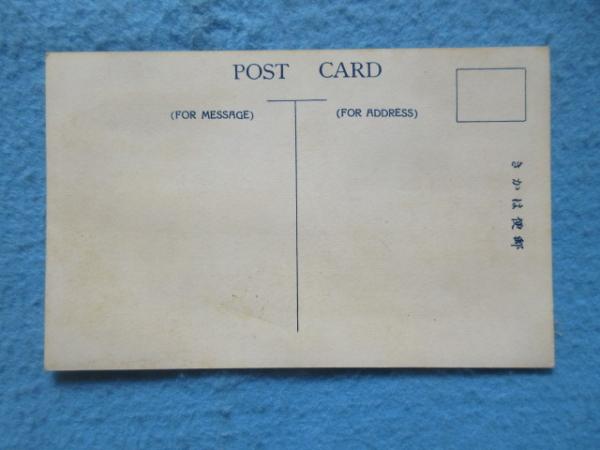 POST CARD
(FOR MESSAGE)
(FOR ADDRESS)
郵便はかき